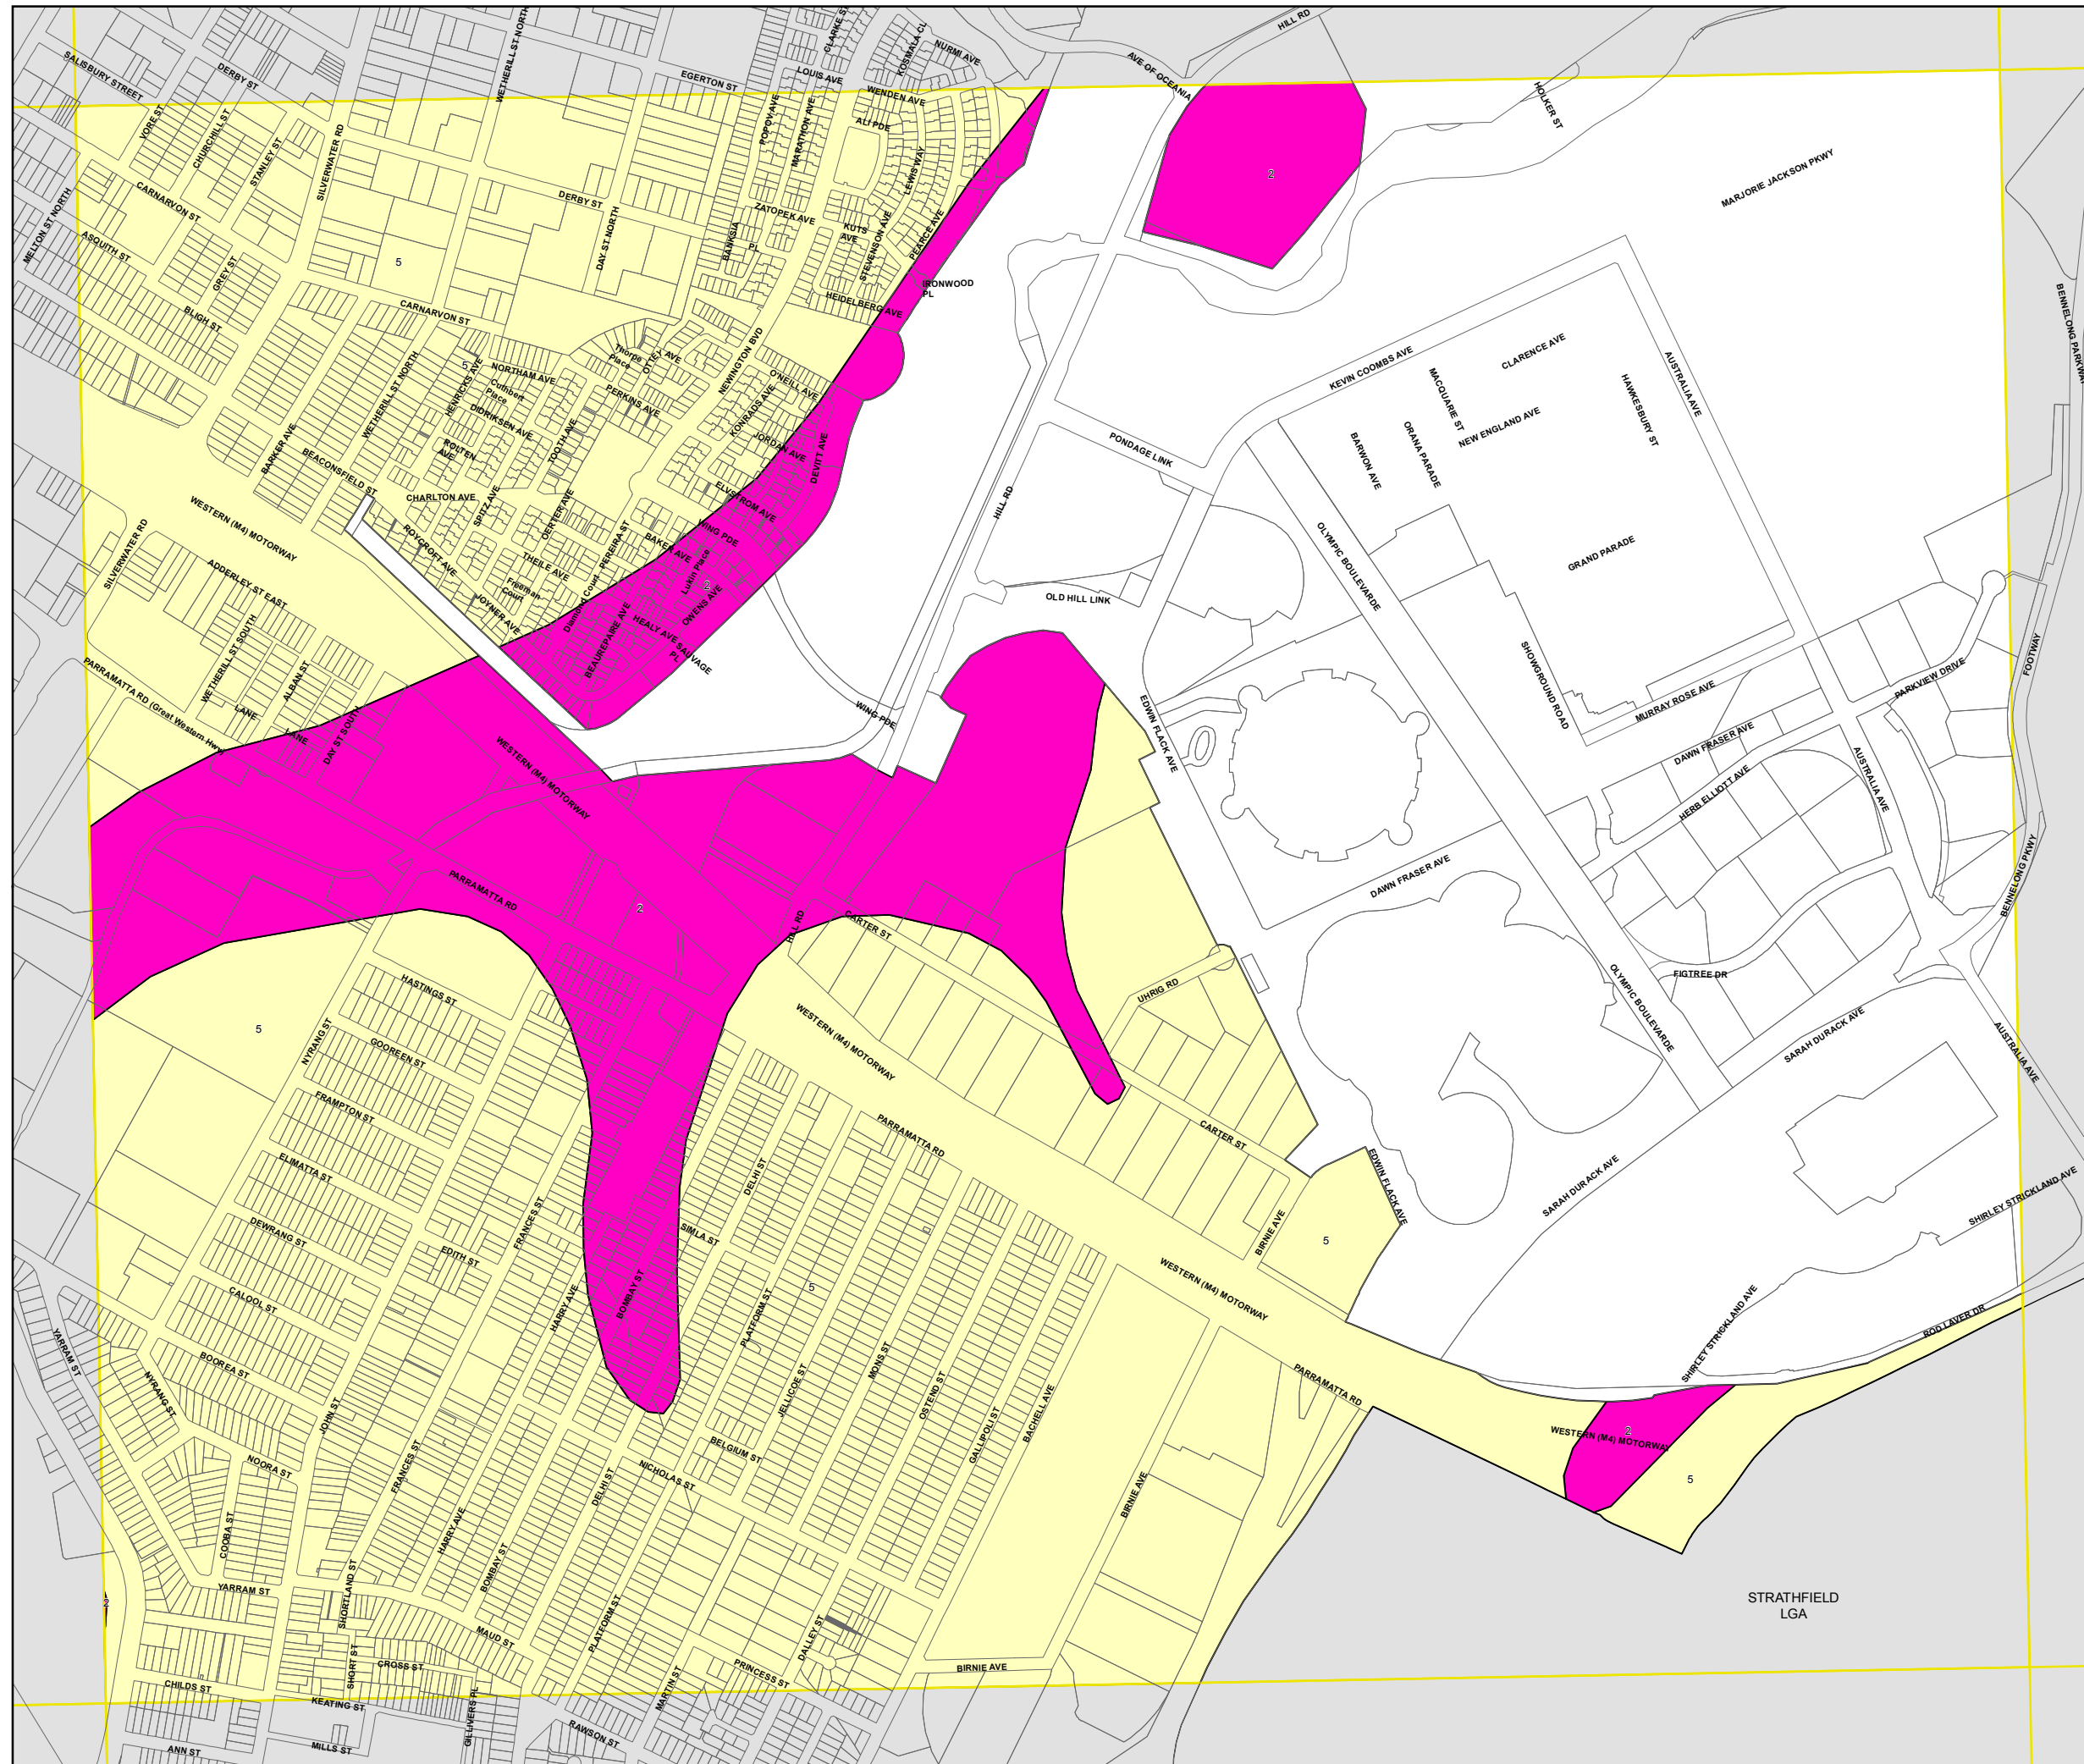 SALISBURY STREET
DERBY ST
VORE ST
CHURCHILL ST
STANLEY ST
SILVERWATER RD
WETHERILL ST NORTH
EGERTON ST
POPOV AVE
LOUIS AVE
MARATHON AVE
KOSMALA CL
NURMI AVE
WENDEN AVE
ALI PDE
LEWIS WAY
AVE OF OCEANIA
HILL RD
HOLKER ST
MARJORIE JACKSON PKWY
BENNELONG PARKWAY
MELTON ST NORTH
CARNARVON ST
ASQUITH ST
GREY ST
BLIGH ST
5
DERBY ST
DAY ST NORTH
BANKSIA
PL
ZATOPEK AVE
KUTS
AVE
STEVENSON AVE
PEARCE AVE
HEIDELBERG AVE
IRONWOOD
PL
2
CARNARVON ST
WETHERILL ST NORTH
5
HENRICKS AVE
NORTHAM AVE
Cuthbert
Place
DIDRIKSEN AVE
ROLTEN
AVE
TOOTH AVE
Thorpe
Place
OTTEY AVE
PERKINS AVE
NEWINGTON BVD
O'NEILL AVE
KONRADS AVE
JORDAN AVE
DEVITT AVE
ELVSTROM AVE
WING PDE
BAKER AVE
Lukin Place
2
OWENS AVE
HEALY AVE
SAUVAGE
PL
BEAUREPAIRE AVE
Diamond Court
PEREIRA ST
OERTER AVE
SPITZ AVE
CHARLTON AVE
ROYCROFT AVE
THEILE AVE
Freeman
Court
JOYNER AVE
BARKER AVE
BEACONSFIELD ST
WESTERN (M4) MOTORWAY
SILVERWATER RD
ADDERLEY ST EAST
WETHERILL ST SOUTH
ALBAN ST
LANE
LANE
DAY ST SOUTH
PARRAMATTA RD (Great Western Hwy)
WESTERN (M4) MOTORWAY
PARRAMATTA RD
2
HILL RD
WING PDE
HILL RD
OLD HILL LINK
PONDAGE LINK
KEVIN COOMBS AVE
MACQUARIE ST
CLARENCE AVE
NEW ENGLAND AVE
ORANA PARADE
BARWON AVE
HAWKESBURY ST
AUSTRALIA AVE
GRAND PARADE
OLYMPIC BOULEVARDE
SHOWGROUND ROAD
MURRAY ROSE AVE
DAWN FRASER AVE
PARKVIEW DRIVE
FOOTWAY
HERB ELLIOTT AVE
AUSTRALIA AVE
BENNELONG PKWY
EDWIN FLACK AVE
DAWN FRASER AVE
FIGTREE DR
OLYMPIC BOULEVARDE
SARAH DURACK AVE
AUSTRALIA AVE
SARAH DURACK AVE
SHIRLEY STRICKLAND AVE
SHIRLEY STRICKLAND AVE
ROD LAVER DR
CARTER ST
UHRIG RD
WESTERN (M4) MOTORWAY
CARTER ST
EDWIN FLACK AVE
BIRNIE AVE
5
WESTERN (M4) MOTORWAY
PARRAMATTA RD
2
WESTERN (M4) MOTORWAY
5
STRATHFIELD
LGA
5
NYRANG ST
HASTINGS ST
GOOREEN ST
FRAMPTON ST
ELIMATTA ST
DEWRANG ST
CALOOL ST
BOOREA ST
EDITH ST
FRANCES ST
HARRY AVE
BOMBAY ST
SIMLA ST
DELHI ST
PLATFORM ST
5
PARRAMATTA RD
JELLICOE ST
MONS ST
OSTEND ST
GALLIPOLI ST
BACHELL AVE
BELGIUM ST
NICHOLAS ST
YARRAM ST
NYRANG ST
JOHN ST
NOORA ST
FRANCES ST
HARRY AVE
BOMBAY ST
DELHI ST
PLATFORM ST
COOBA ST
YARRAM ST
2
SHORTLAND ST
SHORT ST
CROSS ST
MAUD ST
CHILDS ST
KEATING ST
GILLIVERS PL
ANN ST
MILLS ST
RAWSON ST
MARTIN ST
PRINCESS ST
DALLEY ST
BIRNIE AVE
BIRNIE AVE